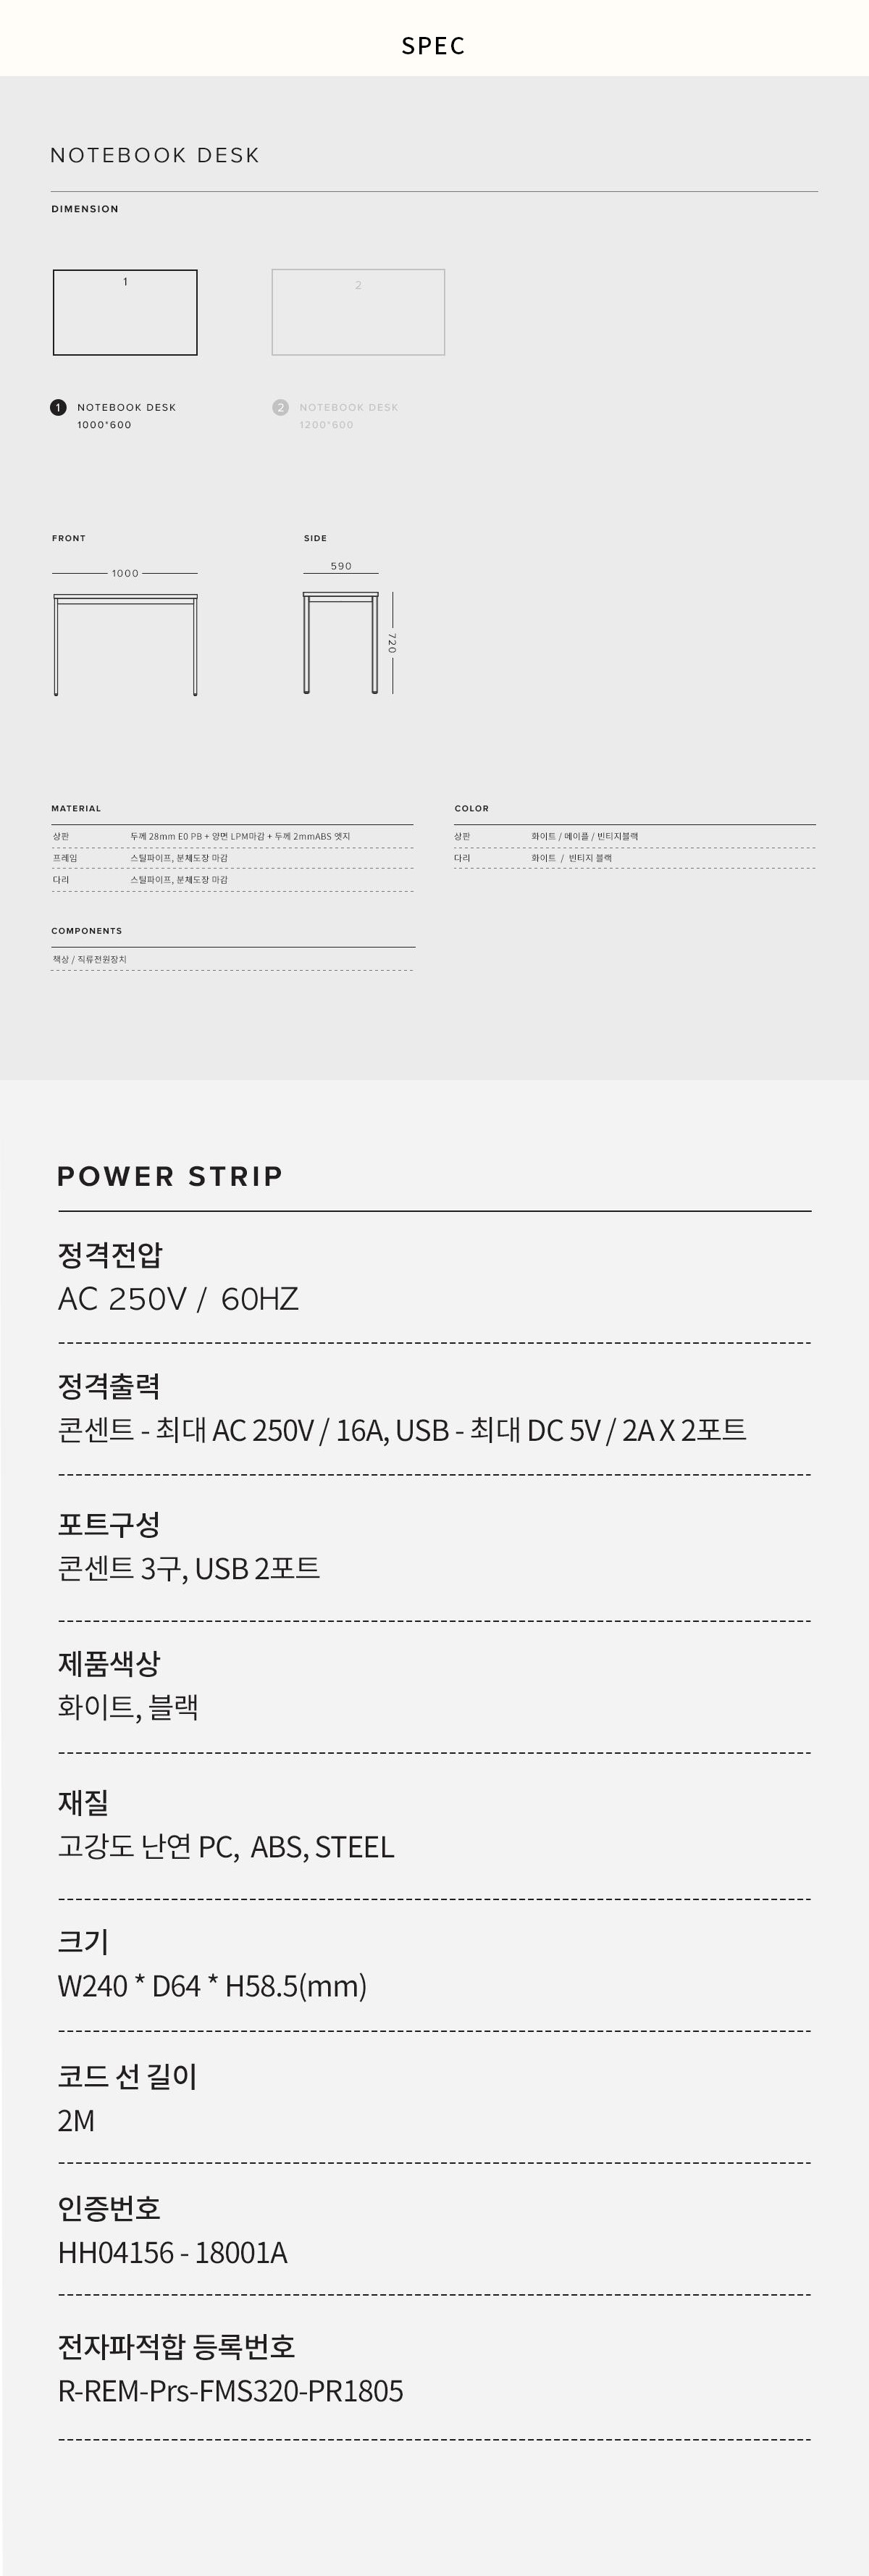 SPEC
NOTEBOOK DESK
DIMENSION
1
2
1 NOTEBOOK DESK
1000*600
2 NOTEBOOK DESK
1200*600
FRONT
SIDE
1000
590
720
MATERIAL
상판 두께 28mm E0 PB + 양면 LPM마감 + 두께 2mmABS 엣지
프레임 스틸파이프, 분체도장 마감
다리 스틸파이프, 분체도장 마감
COLOR
상판 화이트 / 메이플 / 빈티지블랙
다리 화이트 / 빈티지 블랙
COMPONENTS
책상 / 직류전원장치
POWER STRIP
정격전압
AC 250V / 60HZ
정격출력
콘센트 - 최대 AC 250V / 16A, USB - 최대 DC 5V / 2A X 2포트
포트구성
콘센트 3구, USB 2포트
제품색상
화이트, 블랙
재질
고강도 난연 PC, ABS, STEEL
크기
W240 * D64 * H58.5(mm)
코드 선 길이
2M
인증번호
HH04156 - 18001A
전자파적합 등록번호
R-REM-Prs-FMS320-PR1805